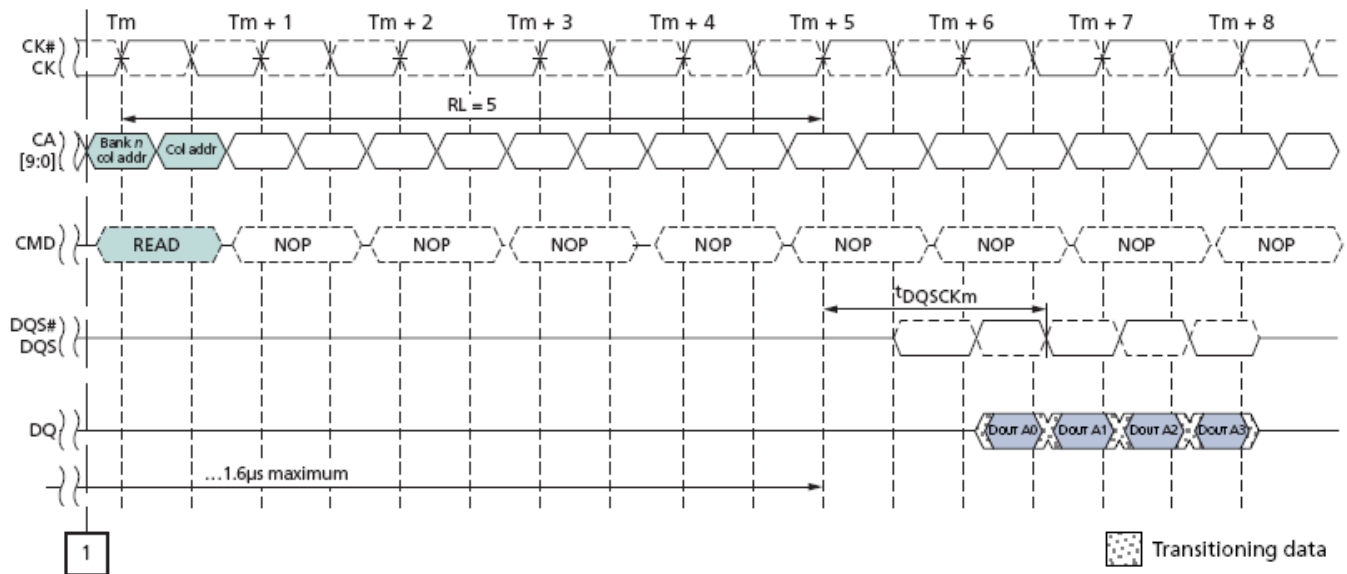 Tm Tm + 1 Tm + 2 Tm + 3 Tm + 4 Tm + 5 Tm + 6 Tm + 7 Tm + 8
CK#
CK
RL = 5
CA
[9:0]
Bank n
col addr
Col addr
CMD READ NOP NOP NOP NOP NOP NOP NOP NOP
tDQSCKm
DQS#
DQS
DQ DOUT A0 DOUT A1 DOUT A2 DOUT A3
...1.6µs maximum
1
Transitioning data